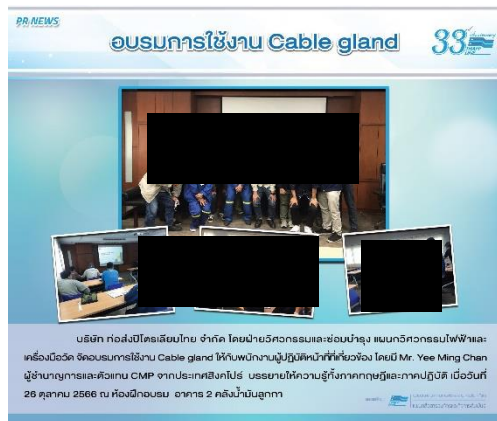 PR NEWS
อบรมการใช้งาน Cable gland
33
บริษัท ท่อส่งปิโตรเลียมไทย จำกัด โดยฝ่ายวิศวกรรมและซ่อมบำรุง แผนกวิศวกรรมไฟฟ้าและ
เครื่องมือวัด จัดอบรมการใช้งาน Cable gland ให้กับพนักงานผู้ปฏิบัติหน้าที่ที่เกี่ยวข้อง โดยมี Mr. Yee Ming Chan
ผู้ชำนาญการและตัวแทน CMP จากประเทศสิงคโปร์ บรรยายให้ความรู้ทั้งภาคทฤษฎีและภาคปฏิบัติ เมื่อวันที่
26 ตุลาคม 2566 ณ ห้องฝึกอบรม อาคาร 2 คลังน้ำมันลูกกา